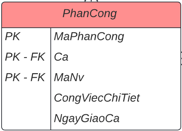 PhanCong
PK MaPhanCong
PK - FK Ca
PK - FK MaNv
CongViecChiTiet
NgayGiaoCa